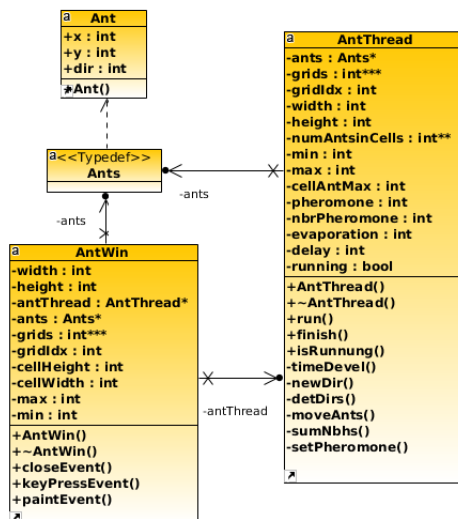 a
Ant
+x : int
+y : int
+dir : int
+Ant()
a
<<Typedef>>
Ants
-ants
-ants
a
AntWin
-width : int
-height : int
-antThread : AntThread*
-ants : Ants*
-grids : int***
-gridIdx : int
-cellHeight : int
-cellWidth : int
-max : int
-min : int
+AntWin()
+~AntWin()
+closeEvent()
+keyPressEvent()
+paintEvent()
-antThread
a
AntThread
-ants : Ants*
-grids : int***
-gridIdx : int
-width : int
-height : int
-numAntsinCells : int**
-min : int
-max : int
-cellAntMax : int
-pheromone : int
-nbrPheromone : int
-evaporation : int
-delay : int
-running : bool
+AntThread()
+~AntThread()
+run()
+finish()
+isRunnung()
-timeDevel()
-newDir()
-detDirs()
-moveAnts()
-sumNbhs()
-setPheromone()